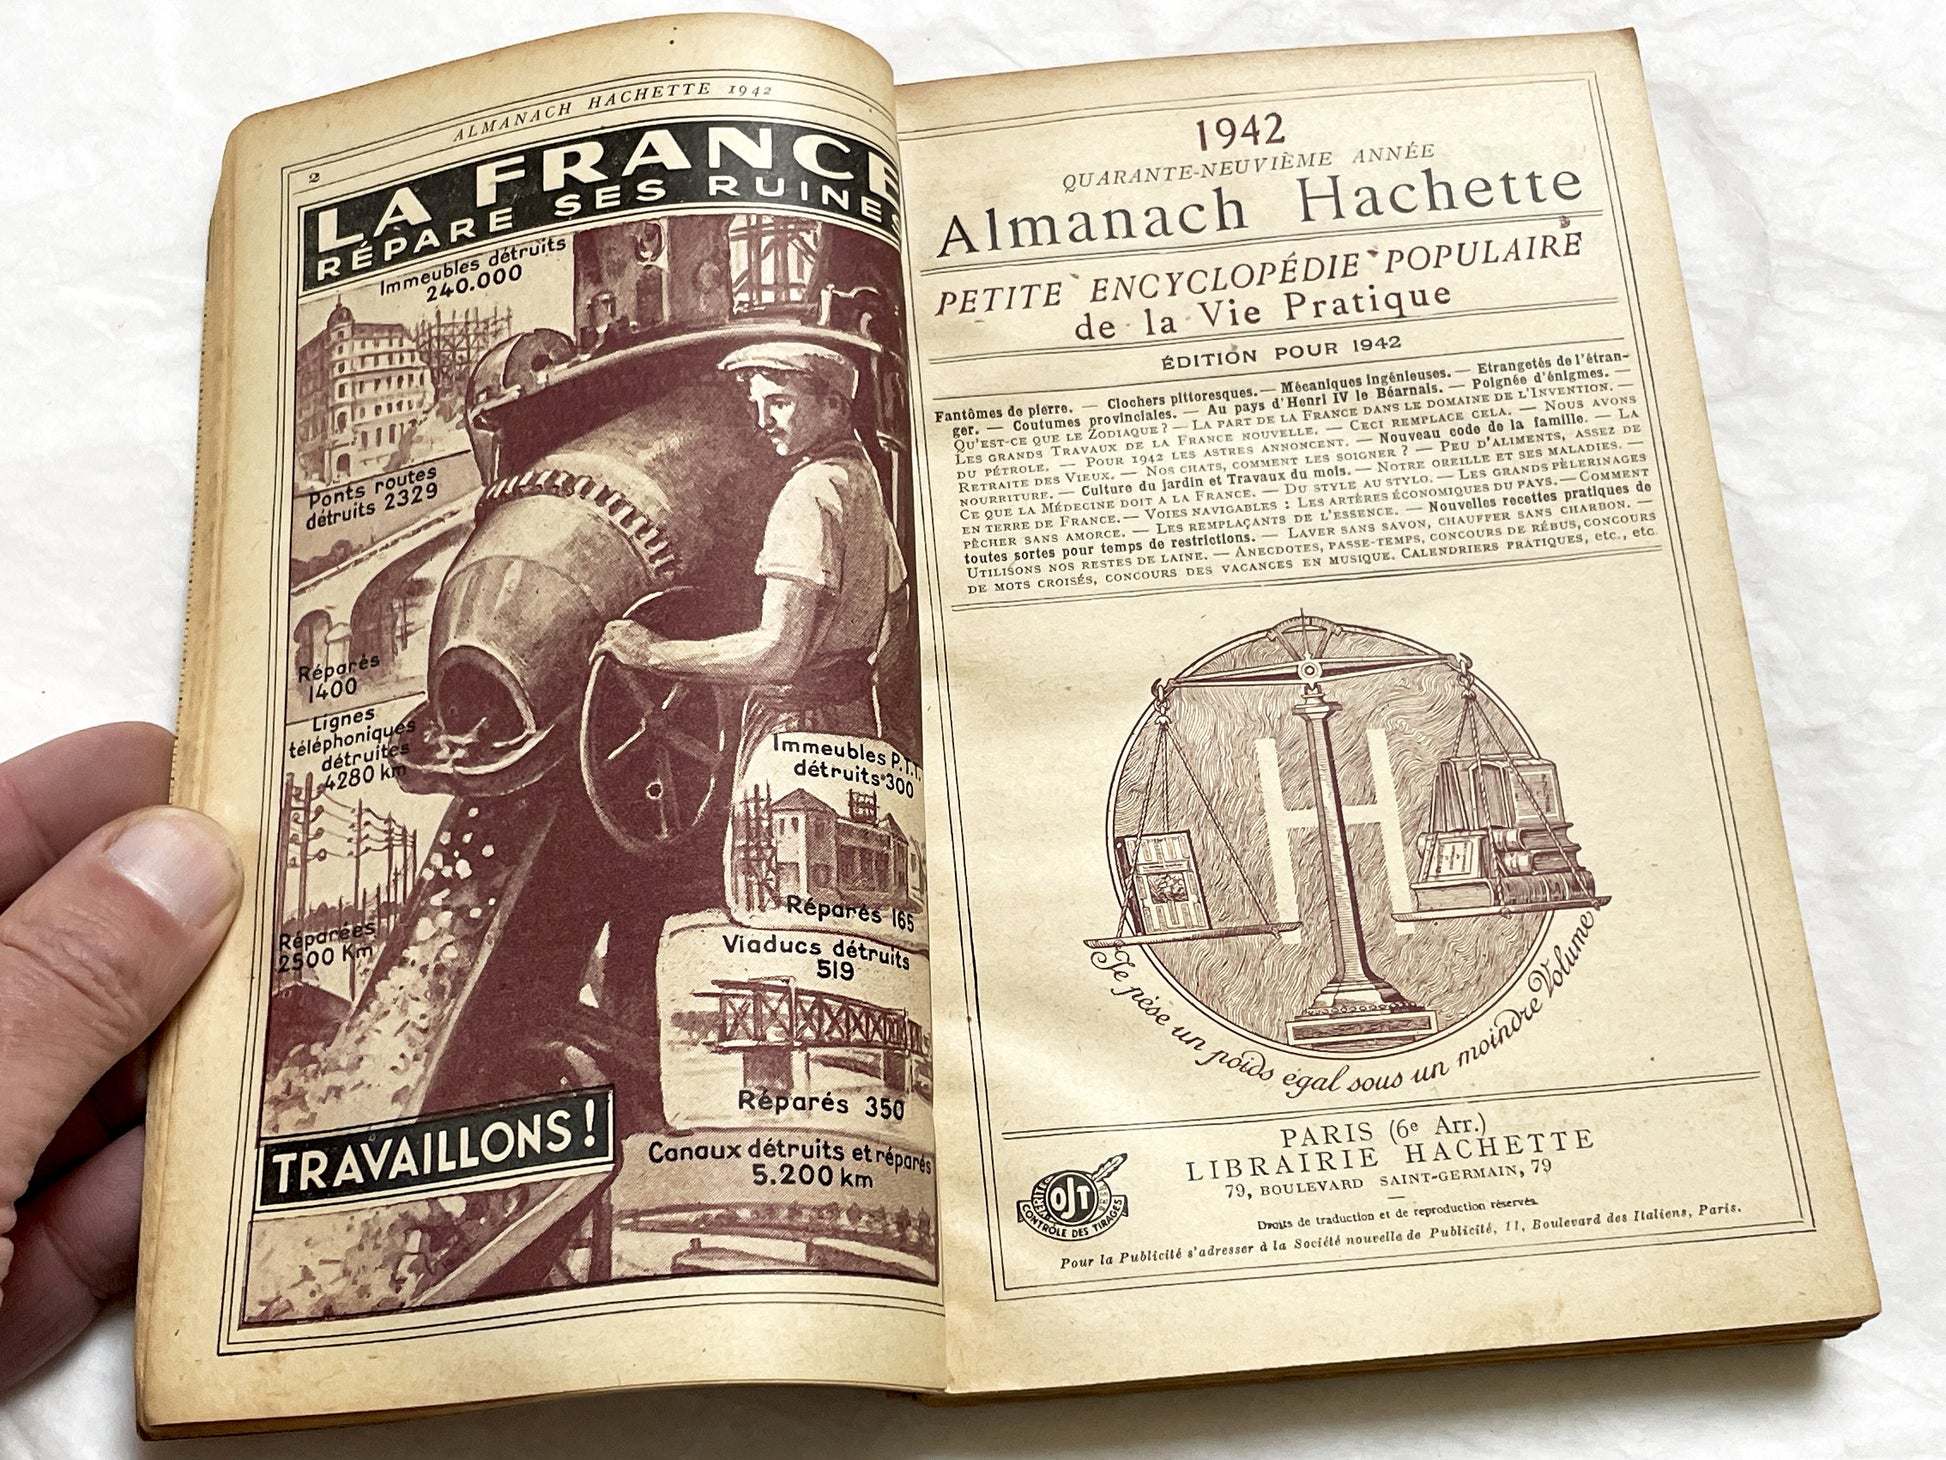 ALMANACH HACHETTE 1942
2
LA FRANCE
RÉPARE SES RUINES
Immeubles détruits
240.000
Ponts routes
détruits 2329
Réparés
1400
Lignes
téléphoniques
détruites
4280 km
Réparées
2500 Km
Immeubles P.T.T.
détruits 300
Réparés 165
Viaducs détruits
519
Réparés 350
TRAVAILLONS !
Canaux détruits et réparés
5.200 km
1942
QUARANTE-NEUVIÈME ANNÉE
Almanach Hachette
PETITE ENCYCLOPÉDIE POPULAIRE
de la Vie Pratique
ÉDITION POUR 1942
Fantômes de pierre. — Clochers pittoresques. — Mécaniques ingénieuses. — Etrangetés de l'étran-
ger. — Coutumes provinciales. — Au pays d'Henri IV le Béarnais. — Poignée d'énigmes. —
QU'EST-CE QUE LE ZODIAQUE ? — LA PART DE LA FRANCE DANS LE DOMAINE DE L'INVENTION. —
LES GRANDS TRAVAUX DE LA FRANCE NOUVELLE. — CECI REMPLACE CELA. — NOUS AVONS
DU PÉTROLE. — POUR 1942 LES ASTRES ANNONCENT. — Nouveau code de la famille. — LA
RETRAITE DES VIEUX. — NOS CHATS, COMMENT LES SOIGNER ? — PEU D'ALIMENTS, ASSEZ DE
NOURRITURE. — Culture du jardin et Travaux du mois. — NOTRE OREILLE ET SES MALADIES. —
CE QUE LA MÉDECINE DOIT A LA FRANCE. — DU STYLE AU STYLO. — LES GRANDS PÈLERINAGES
EN TERRE DE FRANCE. — VOIES NAVIGABLES : LES ARTÈRES ÉCONOMIQUES DU PAYS. — COMMENT
PÊCHER SANS AMORCE. — LES REMPLAÇANTS DE L'ESSENCE. — Nouvelles recettes pratiques de
toutes sortes pour temps de restrictions. — LAVER SANS SAVON, CHAUFFER SANS CHARBON. —
UTILISONS NOS RESTES DE LAINE. — ANECDOTES, PASSE-TEMPS, CONCOURS DE RÉBUS, CONCOURS
DE MOTS CROISÉS, CONCOURS DES VACANCES EN MUSIQUE. CALENDRIERS PRATIQUES, etc., etc.
H
Je pèse un poids égal sous un moindre Volume
PARIS (6e Arr.)
LIBRAIRIE HACHETTE
79, BOULEVARD SAINT-GERMAIN, 79
OJT
CONTRÔLE DES TIRAGES
Droits de traduction et de reproduction réservés.
Pour la Publicité s'adresser à la Société nouvelle de Publicité, 11, Boulevard des Italiens, Paris.